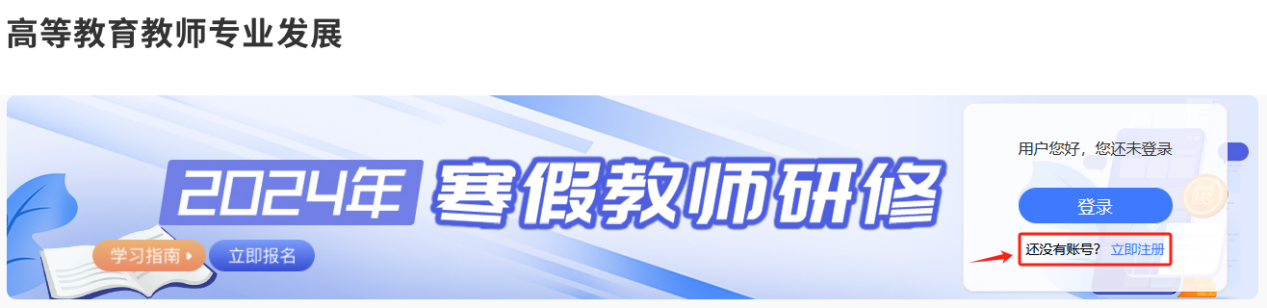 高等教育教师专业发展
2024年 寒假教师研修
学习指南
立即报名
用户您好，您还未登录
登录
还没有账号？ 立即注册